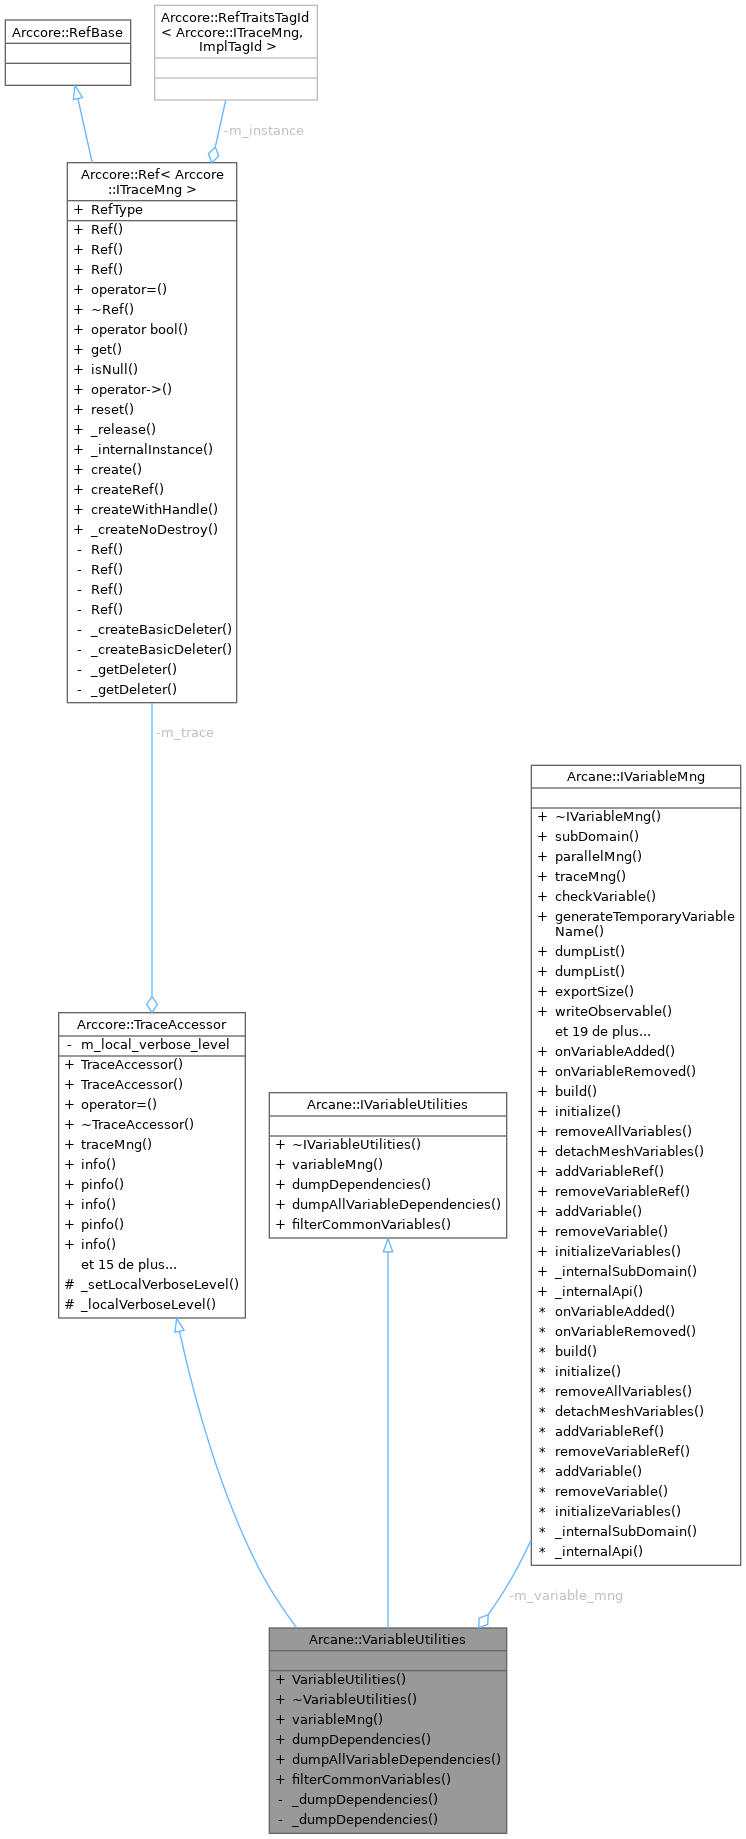 Arccore::RefBase
Arccore::RefTraitsTagId
< Arccore::ITraceMng,
ImplTagId >
-m_instance
Arccore::Ref< Arccore
::ITraceMng >
+ RefType
+ Ref()
+ Ref()
+ Ref()
+ operator=()
+ ~Ref()
+ operator bool()
+ get()
+ isNull()
+ operator->()
+ reset()
+ _release()
+ _internalInstance()
+ create()
+ createRef()
+ createWithHandle()
+ _createNoDestroy()
- Ref()
- Ref()
- Ref()
- Ref()
- _createBasicDeleter()
- _createBasicDeleter()
- _getDeleter()
- _getDeleter()
-m_trace
Arccore::TraceAccessor
- m_local_verbose_level
+ TraceAccessor()
+ TraceAccessor()
+ operator=()
+ ~TraceAccessor()
+ traceMng()
+ info()
+ pinfo()
+ info()
+ pinfo()
+ info()
et 15 de plus...
# _setLocalVerboseLevel()
# _localVerboseLevel()
Arcane::IVariableUtilities
+ ~IVariableUtilities()
+ variableMng()
+ dumpDependencies()
+ dumpAllVariableDependencies()
+ filterCommonVariables()
Arcane::IVariableMng
+ ~IVariableMng()
+ subDomain()
+ parallelMng()
+ traceMng()
+ checkVariable()
+ generateTemporaryVariable
Name()
+ dumpList()
+ dumpList()
+ exportSize()
+ writeObservable()
et 19 de plus...
+ onVariableAdded()
+ onVariableRemoved()
+ build()
+ initialize()
+ removeAllVariables()
+ detachMeshVariables()
+ addVariableRef()
+ removeVariableRef()
+ addVariable()
+ removeVariable()
+ initializeVariables()
+ _internalSubDomain()
+ _internalApi()
* onVariableAdded()
* onVariableRemoved()
* build()
* initialize()
* removeAllVariables()
* detachMeshVariables()
* addVariableRef()
* removeVariableRef()
* addVariable()
* removeVariable()
* initializeVariables()
* _internalSubDomain()
* _internalApi()
-m_variable_mng
Arcane::VariableUtilities
+ VariableUtilities()
+ ~VariableUtilities()
+ variableMng()
+ dumpDependencies()
+ dumpAllVariableDependencies()
+ filterCommonVariables()
- _dumpDependencies()
- _dumpDependencies()